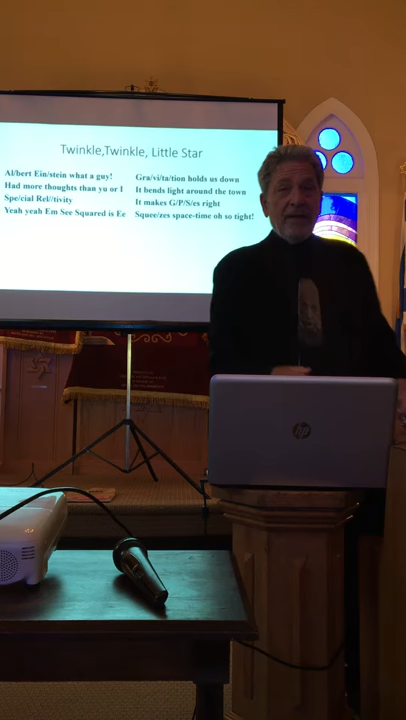 Twinkle,Twinkle, Little Star
Al/bert Ein/stein what a guy!
Had more thoughts than yu or I
Spe/cial Rel//tivity
Yeah yeah Em See Squared is Ee
Gra/vi/ta/tion holds us down
It bends light around the town
It makes G/P/S/es right
Squee/zes space-time oh so tight!
hp